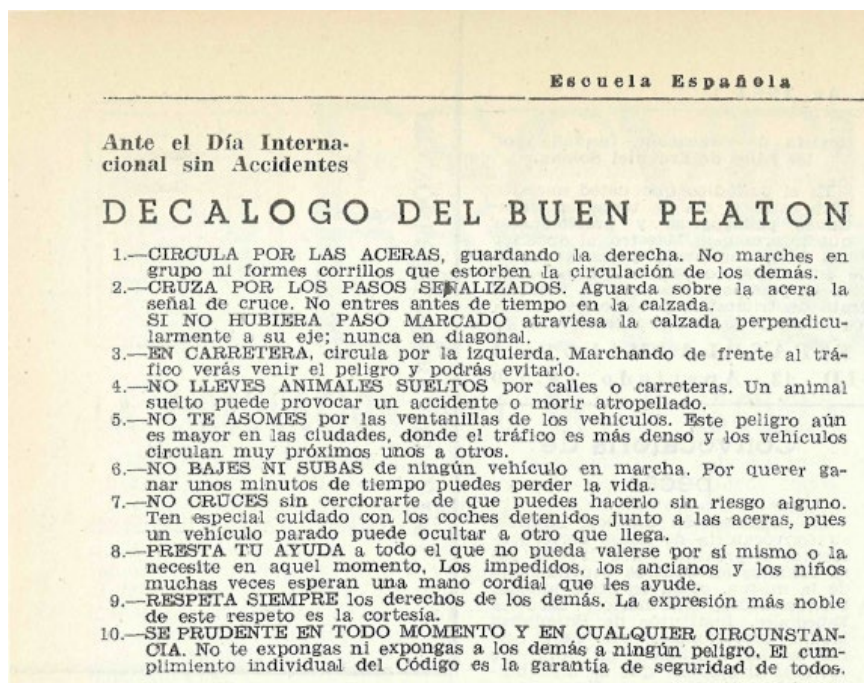 Escuela Española
Ante el Día Interna-
cional sin Accidentes
DECALOGO DEL BUEN PEATON
1.—CIRCULA POR LAS ACERAS, guardando la derecha. No marches en
grupo ni formes corrillos que estorben la circulación de los demás.
2.—CRUZA POR LOS PASOS SEÑALIZADOS. Aguarda sobre la acera la
señal de cruce. No entres antes de tiempo en la calzada.
SI NO HUBIERA PASO MARCADO atraviesa la calzada perpendicu-
larmente a su eje; nunca en diagonal.
3.—EN CARRETERA, circula por la izquierda. Marchando de frente al trá-
fico verás venir el peligro y podrás evitarlo.
4.—NO LLEVES ANIMALES SUELTOS por calles o carreteras. Un animal
suelto puede provocar un accidente o morir atropellado.
5.—NO TE ASOMES por las ventanillas de los vehículos. Este peligro aún
es mayor en las ciudades, donde el tráfico es más denso y los vehículos
circulan muy próximos unos a otros.
6.—NO BAJES NI SUBAS de ningún vehículo en marcha. Por querer ga-
nar unos minutos de tiempo puedes perder la vida.
7.—NO CRUCES sin cerciorarte de que puedes hacerlo sin riesgo alguno.
Ten especial cuidado con los coches detenidos junto a las aceras, pues
un vehículo parado puede ocultar a otro que llega.
8.—PRESTA TU AYUDA a todo el que no pueda valerse por sí mismo o la
necesite en aquel momento, Los impedidos, los ancianos y los niños
muchas veces esperan una mano cordial que les ayude.
9.—RESPETA SIEMPRE los derechos de los demás. La expresión más noble
de este respeto es la cortesía.
10.—SE PRUDENTE EN TODO MOMENTO Y EN CUALQUIER CIRCUNSTAN-
CIA. No te expongas ni expongas a los demás a ningún peligro. El cum-
plimiento individual del Código es la garantía de seguridad de todos.